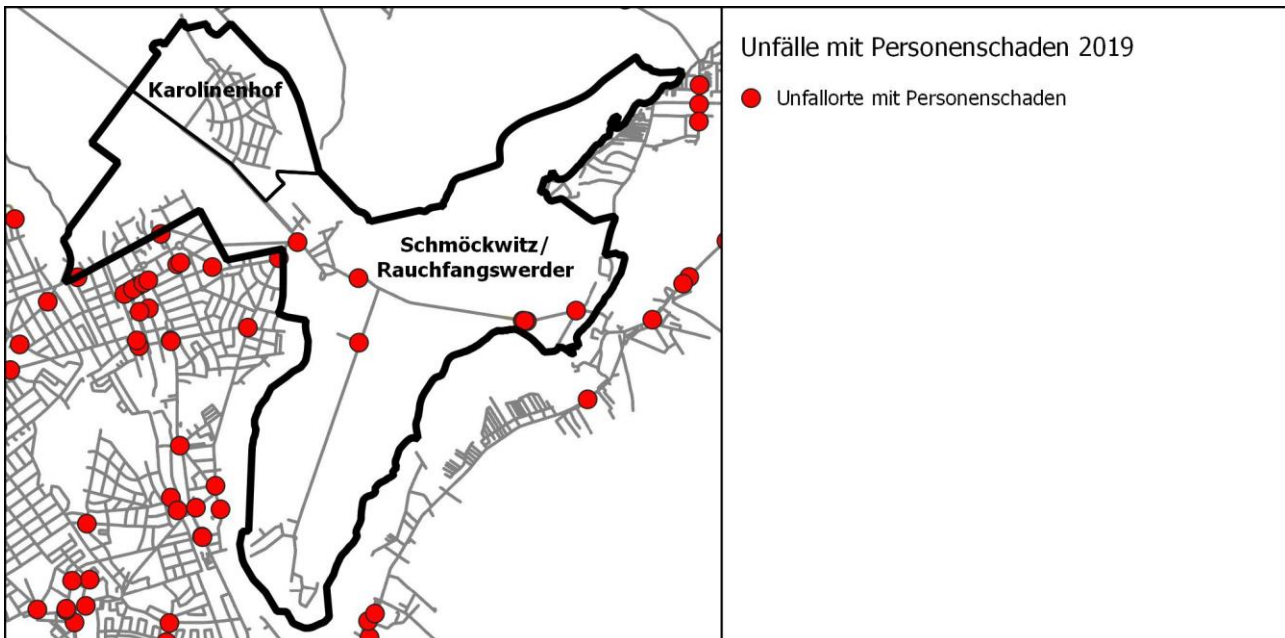 Karolinenhof
Schmöckwitz/
Rauchfangswerder
Unfälle mit Personenschaden 2019
Unfallorte mit Personenschaden